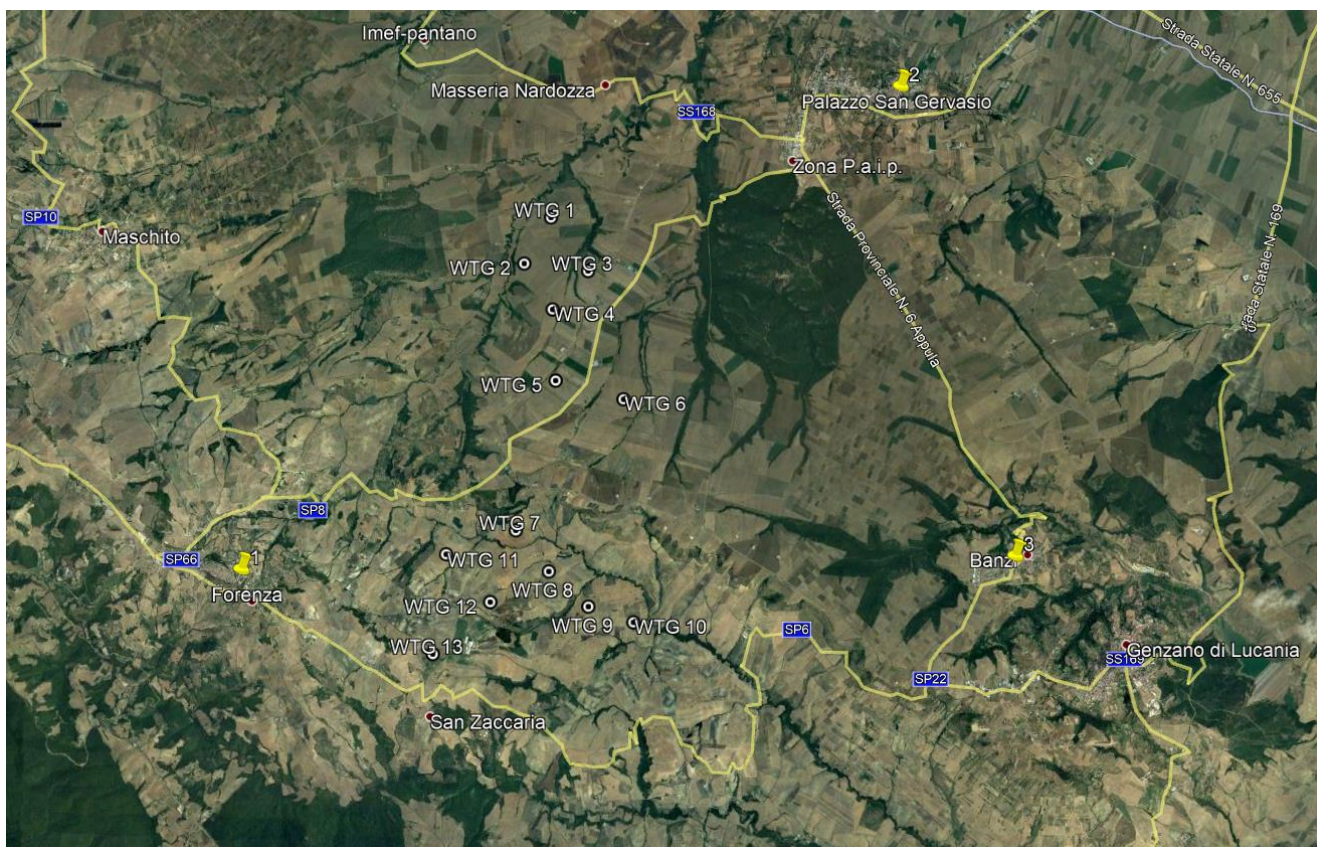 Imef-pantano
Masseria Nardozza
SS168
2
Palazzo San Gervasio
Strada Statale N. 655
Zona P.a.i.p.
SP10
Maschito
WTG 1
WTG 2
WTG 3
WTG 4
WTG 5
WTG 6
Strada Provinciale N. 6 Appula
Strada Statale N. 169
SP8
SP66
1
Forenza
WTG 7
WTG 11
WTG 8
WTG 12
WTG 9
WTG 10
WTG 13
San Zaccaria
3
Banzi
SP6
SP22
SS169
Genzano di Lucania